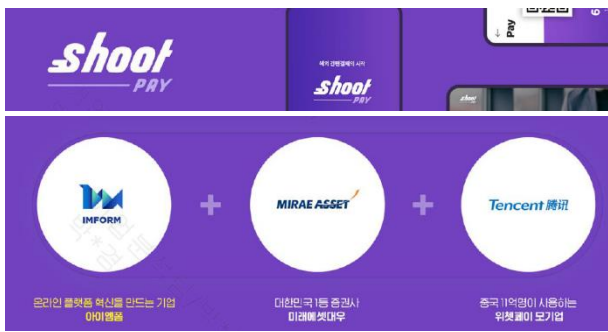 shoot
PAY
shoot
PAY
Pay
shoot
IMFORM
+
MIRAE ASSET
+
Tencent 腾讯
온라인 플랫폼 혁신을 만드는 기업
아이엠폼
대한민국 1등 증권사
미래에셋대우
중국 11억명이 사용하는
위챗페이 모기업